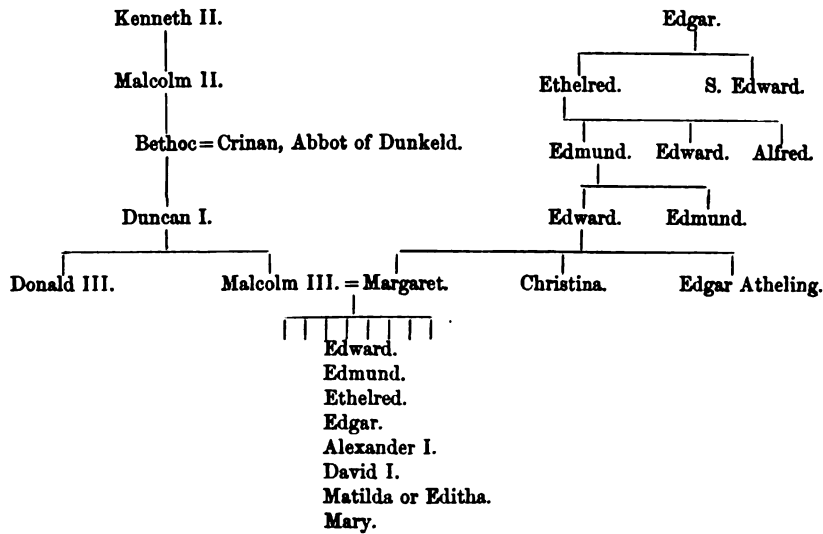 Kenneth II. Edgar.
Malcolm II. Ethelred. S. Edward.
Bethoc = Crinan, Abbot of Dunkeld. Edmund. Edward. Alfred.
Duncan I. Edward. Edmund.
Donald III. Malcolm III. = Margaret. Christina. Edgar Atheling.
Edward.
Edmund.
Ethelred.
Edgar.
Alexander I.
David I.
Matilda or Editha.
Mary.